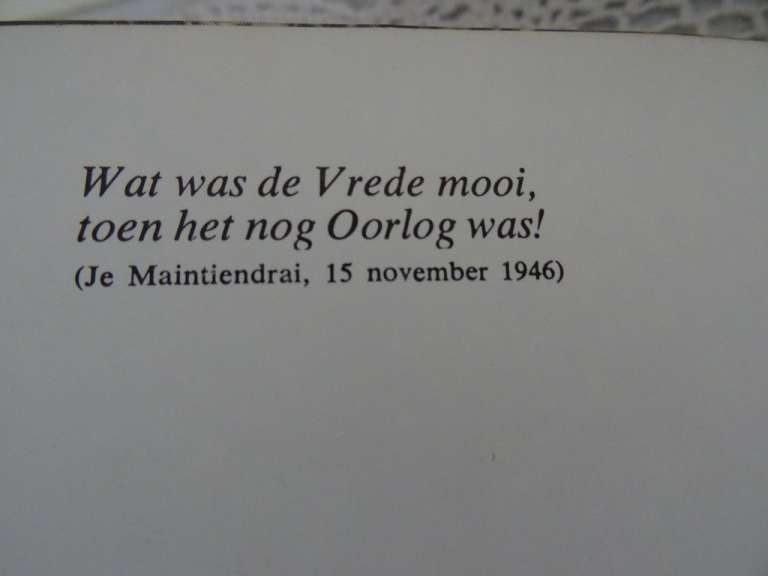 Wat was de Vrede mooi,
toen het nog Oorlog was!
(Je Maintiendrai, 15 november 1946)